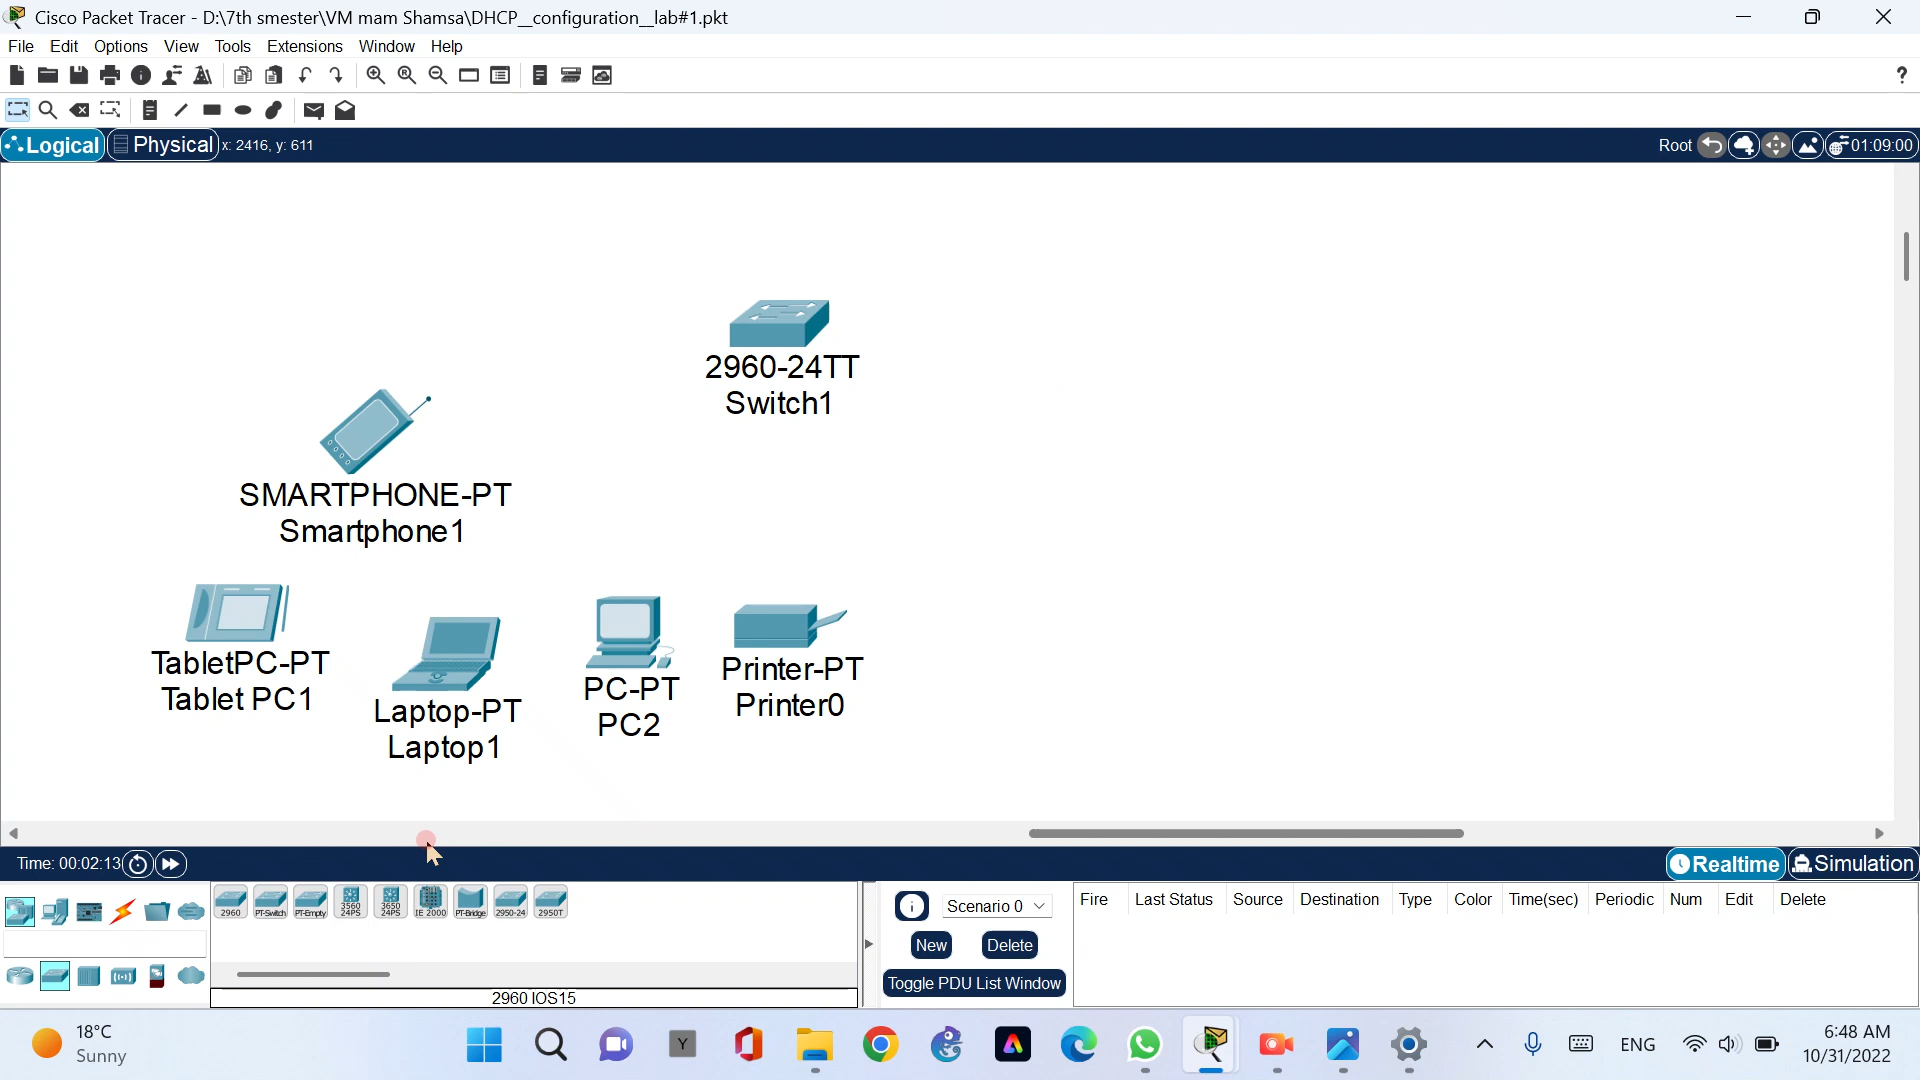 Cisco Packet Tracer - D:\7th smester\VM mam Shamsa\DHCP__configuration__lab#1.pkt
File Edit Options View Tools Extensions Window Help
?
Logical Physical x: 2416, y: 611 Root 01:09:00
2960-24TT
Switch1
SMARTPHONE-PT
Smartphone1
TabletPC-PT
Tablet PC1
Laptop-PT
Laptop1
PC-PT
PC2
Printer-PT
Printer0
Time: 00:02:13 Realtime Simulation
2960 PT-Switch PT-Empty 3560 24PS 3650 24PS IE 2000 PT-Bridge 2950-24 2950T
2960 IOS15
Scenario 0
New Delete
Toggle PDU List Window
Fire Last Status Source Destination Type Color Time(sec) Periodic Num Edit Delete
18°C
Sunny
Y
ENG
6:48 AM
10/31/2022